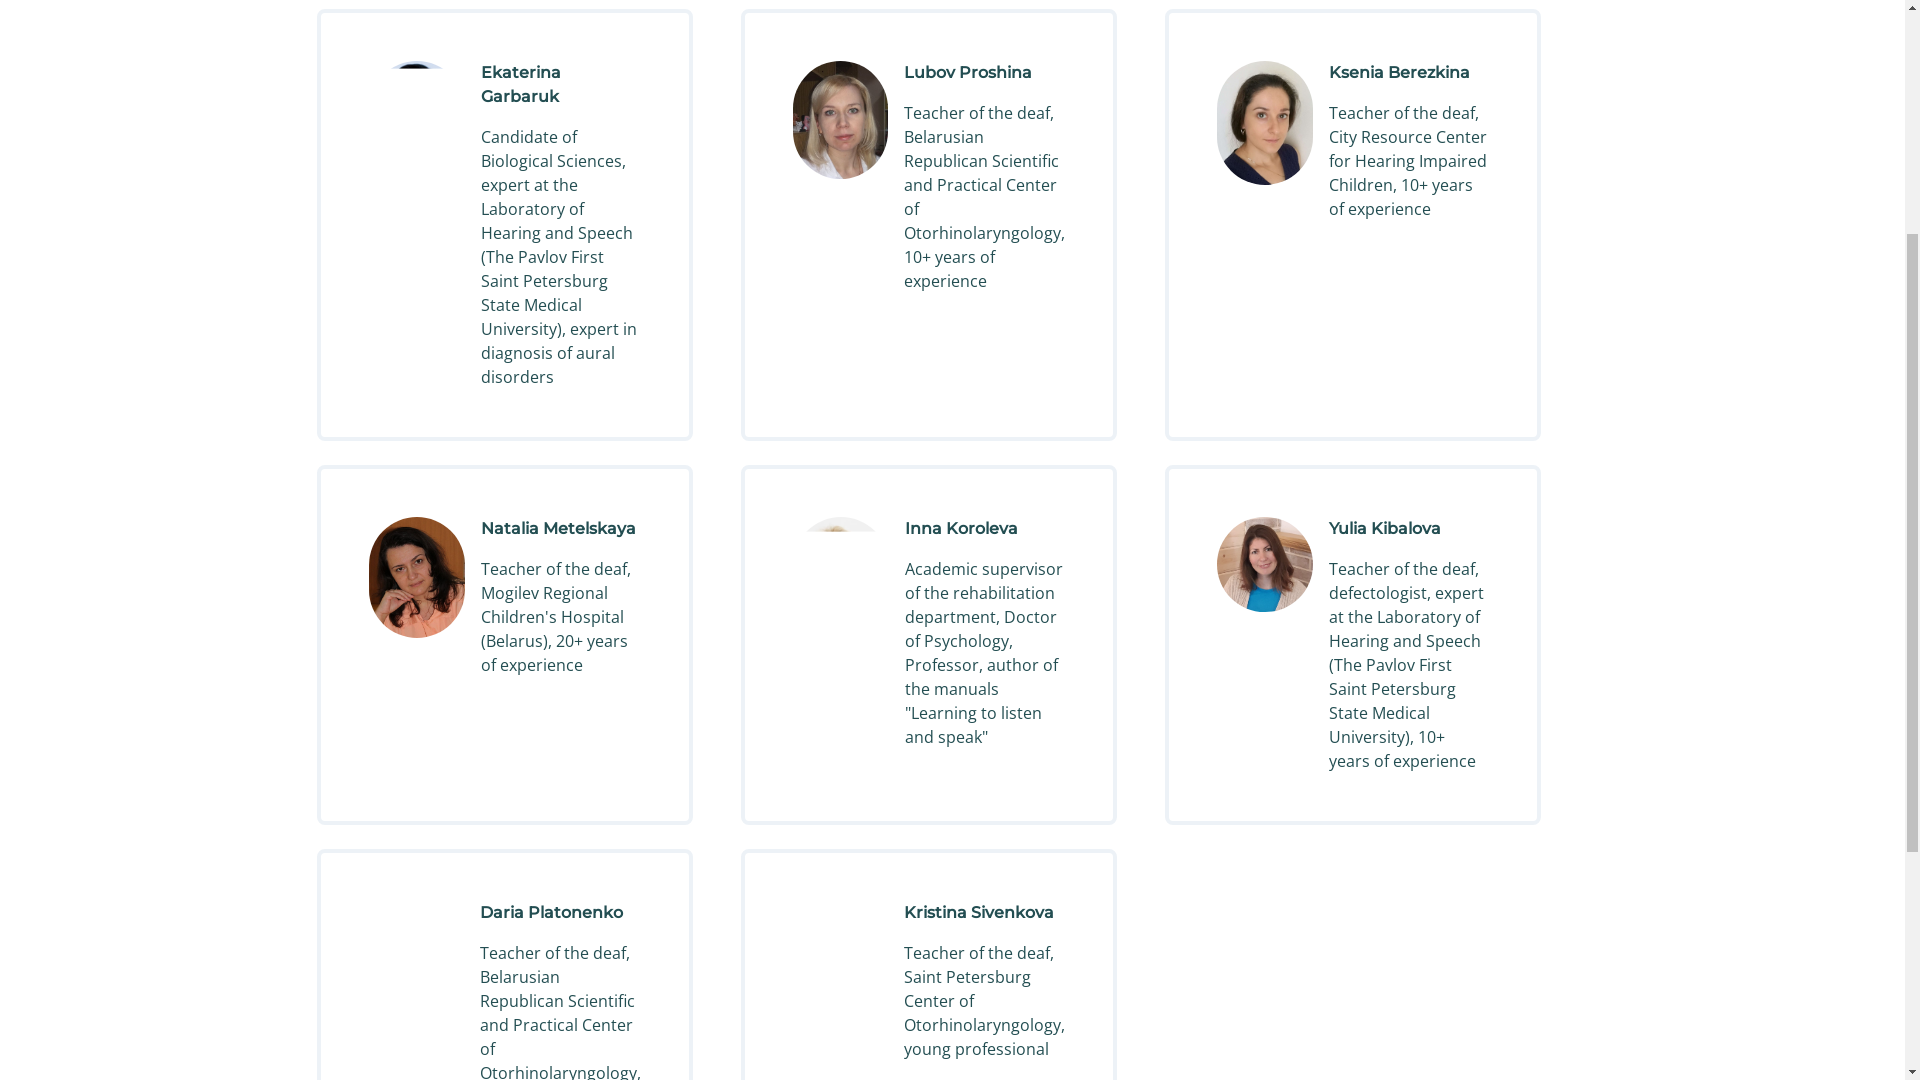 Ekaterina
Garbaruk
Candidate of
Biological Sciences,
expert at the
Laboratory of
Hearing and Speech
(The Pavlov First
Saint Petersburg
State Medical
University), expert in
diagnosis of aural
disorders
Lubov Proshina
Teacher of the deaf,
Belarusian
Republican Scientific
and Practical Center
of
Otorhinolaryngology,
10+ years of
experience
Ksenia Berezkina
Teacher of the deaf,
City Resource Center
for Hearing Impaired
Children, 10+ years
of experience
Natalia Metelskaya
Teacher of the deaf,
Mogilev Regional
Children's Hospital
(Belarus), 20+ years
of experience
Inna Koroleva
Academic supervisor
of the rehabilitation
department, Doctor
of Psychology,
Professor, author of
the manuals
"Learning to listen
and speak"
Yulia Kibalova
Teacher of the deaf,
defectologist, expert
at the Laboratory of
Hearing and Speech
(The Pavlov First
Saint Petersburg
State Medical
University), 10+
years of experience
Daria Platonenko
Teacher of the deaf,
Belarusian
Republican Scientific
and Practical Center
of
Otorhinolaryngology,
Kristina Sivenkova
Teacher of the deaf,
Saint Petersburg
Center of
Otorhinolaryngology,
young professional